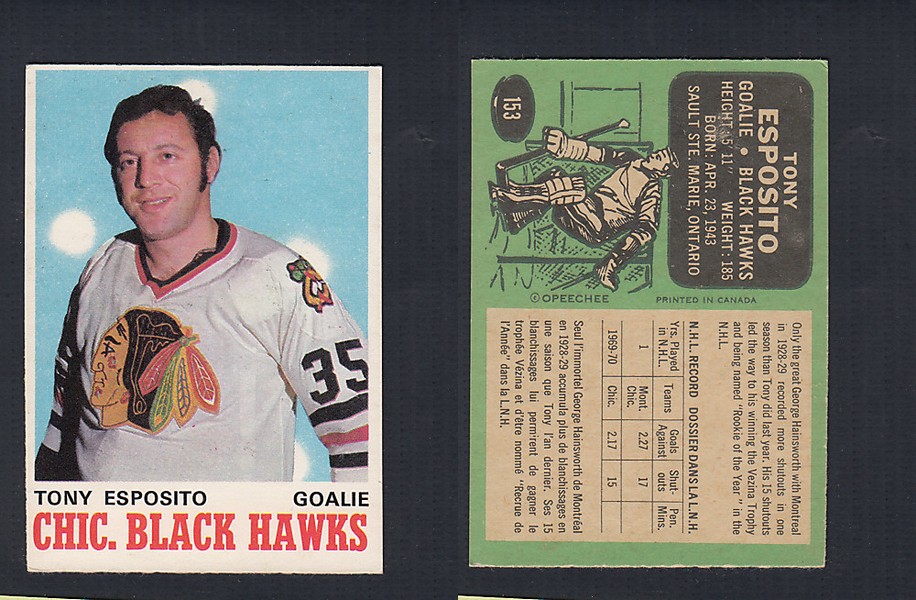 35
TONY ESPOSITO GOALIE
CHIC. BLACK HAWKS
153
TONY
ESPOSITO
GOALIE • BLACK HAWKS
HEIGHT: 5' 11" WEIGHT: 185
BORN: APR. 23, 1943
SAULT STE. MARIE, ONTARIO
© OPEECHEE PRINTED IN CANADA
Only the great George Hainsworth with Montreal
in 1928-29 recorded more shutouts in one
season than Tony did last year. His 15 shutouts
led the way to his winning the Vezina Trophy
and being named "Rookie of the Year" in the
N.H.L.
N.H.L. RECORD DOSSIER DANS LA L.N.H.
Yrs. Played Teams Goals Shut- Pen.
in N.H.L. Against outs Mins.
1 Mont. 2.27 17
Chic.
1969-70 Chic. 2.17 15
Seul l'immortel George Hainsworth de Montréal
en 1928-29 accumula plus de blanchissages en
une saison que Tony l'an dernier. Ses 15
blanchissages lui permirent de gagner le
trophée Vézina et d'être nommé "Recrue de
l'Année" dans la L.N.H.